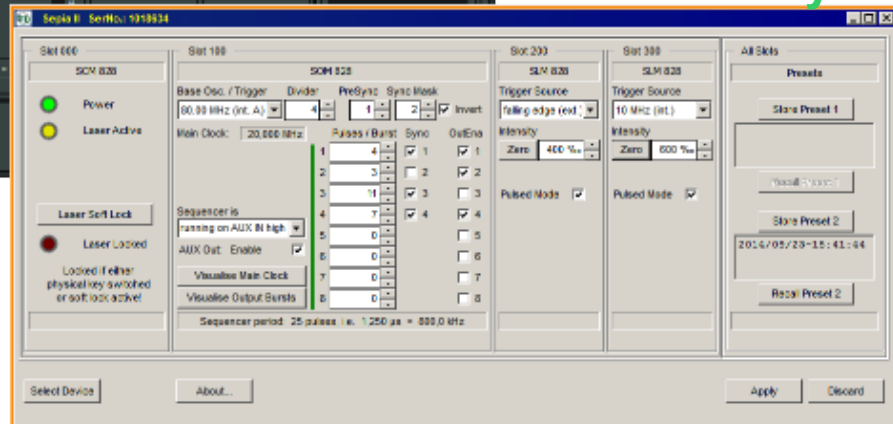 Sepia II SerNo.: 1018634
Slot 000
SCM 828
Power
Laser Active
Laser Soft Lock
Laser Locked
Locked if either
physical key switched
or soft lock active!
Slot 100
SOM 828
Base Osc. / Trigger Divider PreSync Sync Mask
80.00 MHz (int. A) 4 1 2 Invert
Main Clock: 20,000 MHz Pulses / Burst Sync OutEna
1 4 1 1
2 3 2 2
3 11 3 3
4 7 4 4
5 0 5
6 0 6
7 0 7
8 0 8
Sequencer is
running on AUX IN high
AUX Out: Enable
Visualise Main Clock
Visualise Output Bursts
Sequencer period: 25 pulses i.e. 1,250 µs = 800,0 kHz
Slot 200
SLM 828
Trigger Source
falling edge (ext.)
Intensity
Zero 400 ‰
Pulsed Mode
Slot 300
SLM 828
Trigger Source
10 MHz (int.)
Intensity
Zero 600 ‰
Pulsed Mode
All Slots
Presets
Store Preset 1
Recall Preset 1
Store Preset 2
Recall Preset 2
Select Device
About...
Apply
Discard